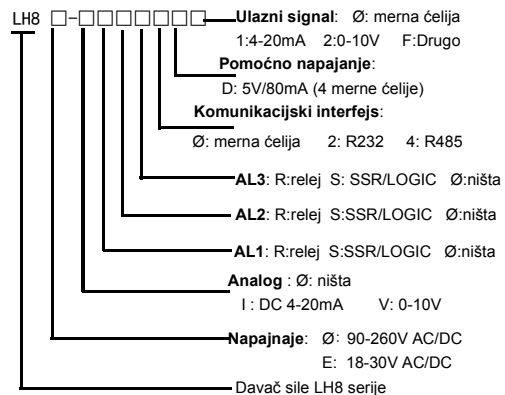 LH8 □-□□□□□□□ Ulazni signal: Ø: merna ćelija
1:4-20mA 2:0-10V F:Drugo
Pomoćno napajanje:
D: 5V/80mA (4 merne ćelije)
Komunikacijski interfejs:
Ø: merna ćelija 2: R232 4: R485
AL3: R:relej S: SSR/LOGIC Ø:ništa
AL2: R:relej S:SSR/LOGIC Ø:ništa
AL1: R:relej S:SSR/LOGIC Ø:ništa
Analog : Ø: ništa
I : DC 4-20mA V: 0-10V
Napajnaje: Ø: 90-260V AC/DC
E: 18-30V AC/DC
Davač sile LH8 serije